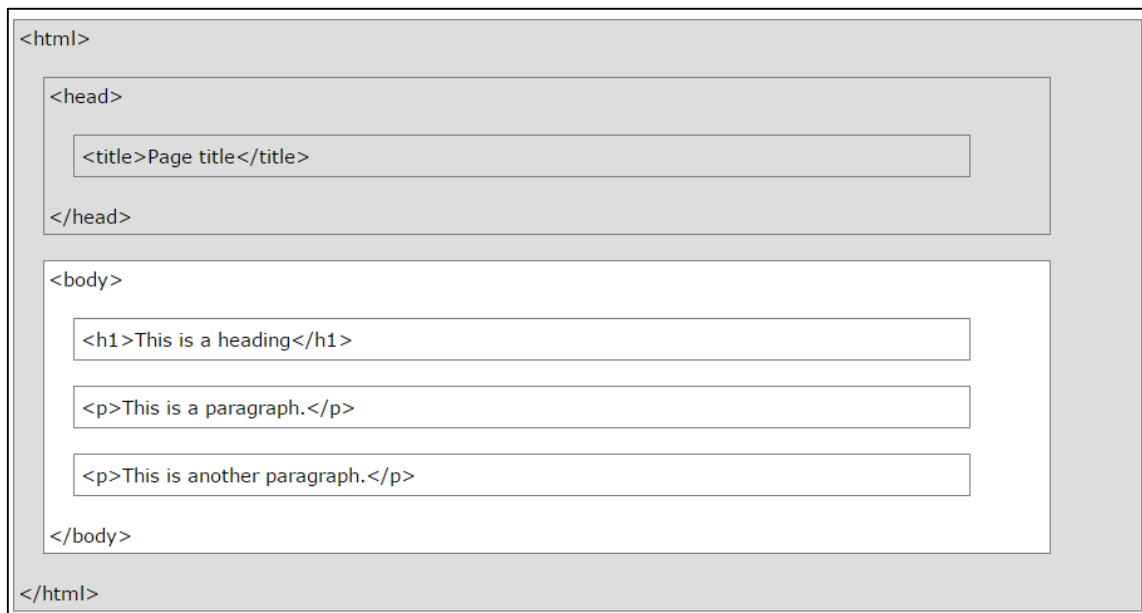 <html>
<head>
<title>Page title</title>
</head>
<body>
<h1>This is a heading</h1>
<p>This is a paragraph.</p>
<p>This is another paragraph.</p>
</body>
</html>